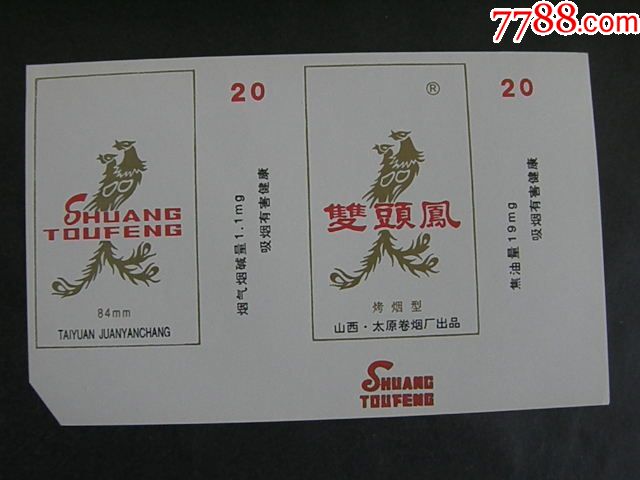 7788.com
20
SHUANG
TOUFENG
84mm
TAIYUAN JUANYANCHANG
烟气烟碱量1.1mg
吸烟有害健康
®
雙頭鳳
烤烟型
山西·太原卷烟厂出品
20
焦油量19mg
吸烟有害健康
SHUANG
TOUFENG